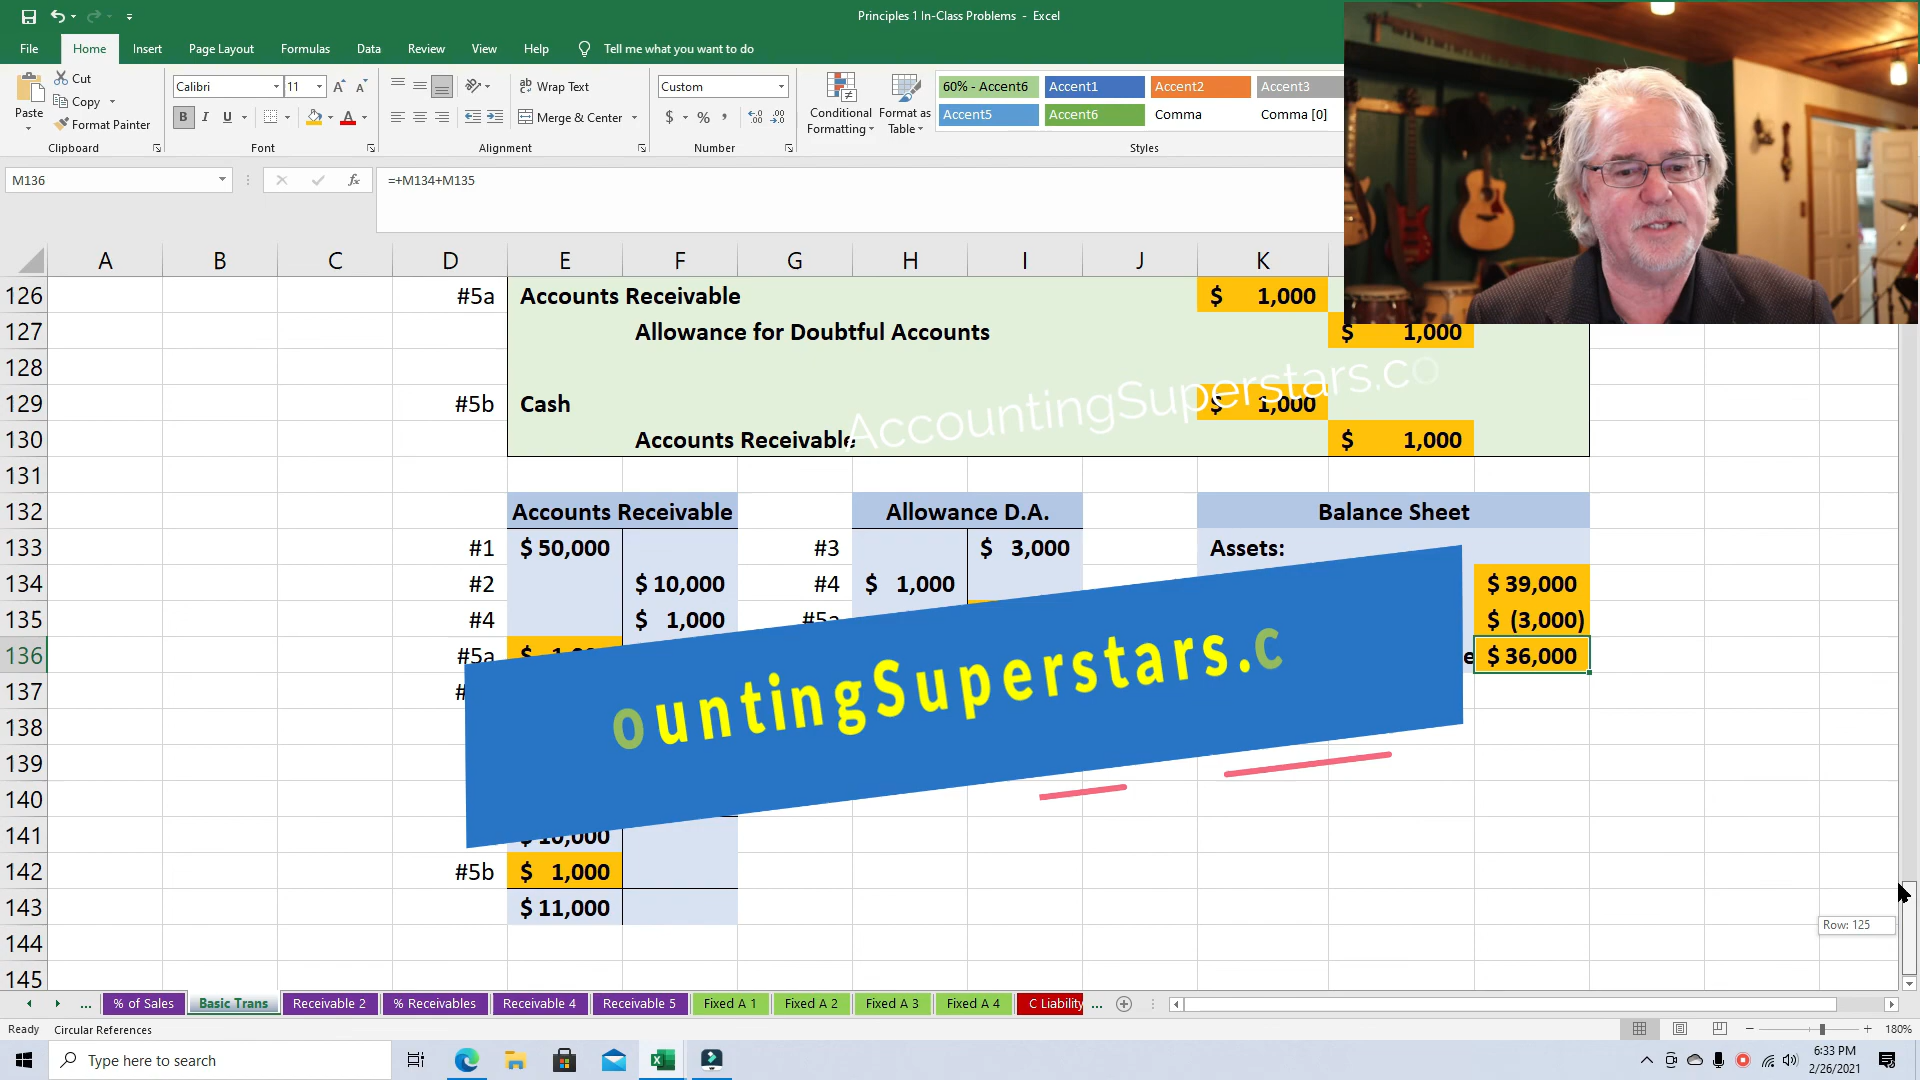 Principles 1 In-Class Problems - Excel
File Home Insert Page Layout Formulas Data Review View Help Tell me what you want to do
Paste
Cut
Copy
Format Painter
Clipboard
Calibri 11
B I U A
Font
Wrap Text
Merge & Center
Alignment
Custom
$ % ,
Number
Conditional Formatting
Format as Table
60% - Accent6 Accent1 Accent2 Accent3
Accent5 Accent6 Comma Comma [0]
Styles
M136 fx =+M134+M135
A B C D E F G H I J K
126 #5a Accounts Receivable $ 1,000
127 Allowance for Doubtful Accounts $ 1,000
128
AccountingSuperstars.co
129 #5b Cash $ 1,000
130 Accounts Receivable $ 1,000
131
132 Accounts Receivable Allowance D.A. Balance Sheet
133 #1 $ 50,000 #3 $ 3,000 Assets:
134 #2 $ 10,000 #4 $ 1,000 $ 39,000
135 #4 $ 1,000 #5a $ (3,000)
136 #5a $ 36,000
137
ountingSuperstars.c
138
139
140
141 $ 10,000
142 #5b $ 1,000
143 $ 11,000
144
145
Row: 125
... % of Sales Basic Trans Receivable 2 % Receivables Receivable 4 Receivable 5 Fixed A 1 Fixed A 2 Fixed A 3 Fixed A 4 C Liability ...
Ready Circular References 180%
Type here to search
6:33 PM
2/26/2021